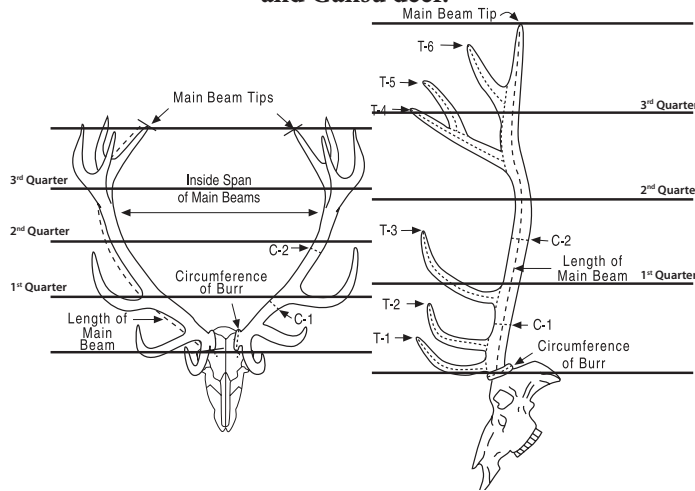 and Gansu deer.
Main Beam Tip
T-6
T-5
T-4
3rd Quarter
2nd Quarter
T-3
C-2
Length of
Main Beam
1st Quarter
T-2
C-1
T-1
Circumference
of Burr
Main Beam Tips
3rd Quarter
Inside Span
of Main Beams
2nd Quarter
C-2
Circumference
of Burr
1st Quarter
Length of
Main
Beam
C-1